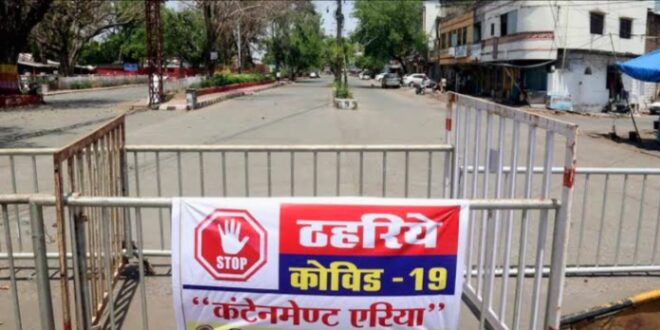 STOP
ठहरिये
कोविड - 19
"कंटेनमेण्ट एरिया"